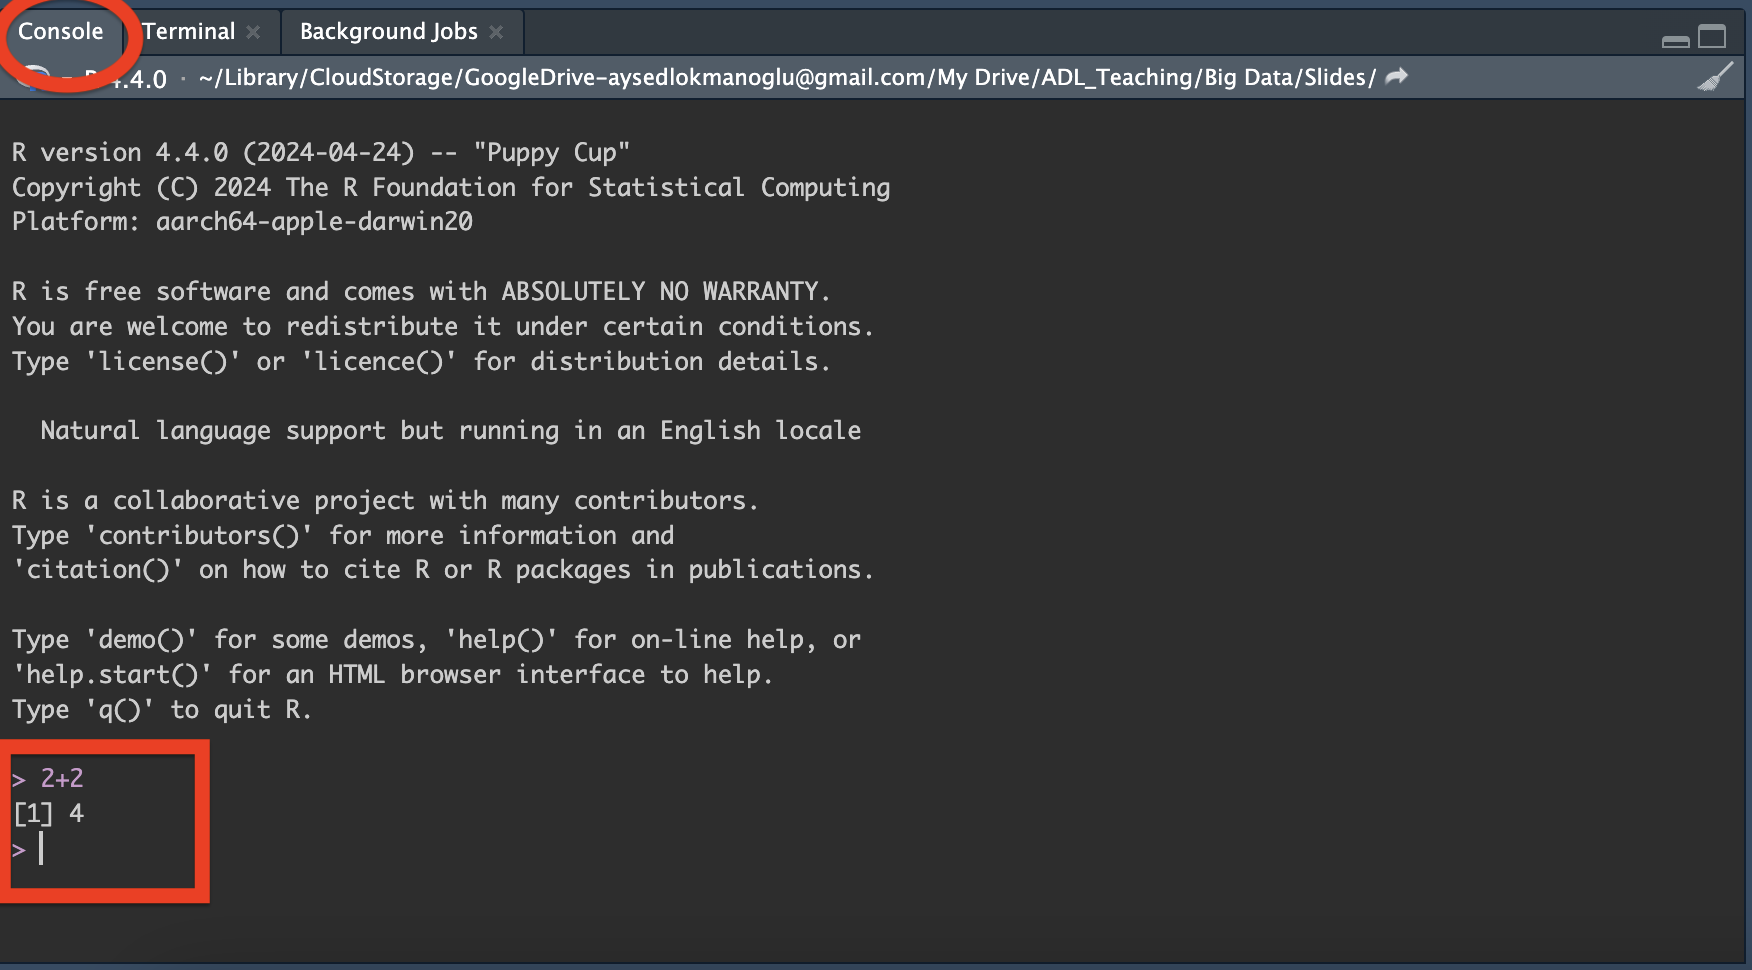 Console Terminal Background Jobs
R 4.4.0 · ~/Library/CloudStorage/GoogleDrive-aysedlokmanoglu@gmail.com/My Drive/ADL_Teaching/Big Data/Slides/
R version 4.4.0 (2024-04-24) -- "Puppy Cup"
Copyright (C) 2024 The R Foundation for Statistical Computing
Platform: aarch64-apple-darwin20
R is free software and comes with ABSOLUTELY NO WARRANTY.
You are welcome to redistribute it under certain conditions.
Type 'license()' or 'licence()' for distribution details.
Natural language support but running in an English locale
R is a collaborative project with many contributors.
Type 'contributors()' for more information and
'citation()' on how to cite R or R packages in publications.
Type 'demo()' for some demos, 'help()' for on-line help, or
'help.start()' for an HTML browser interface to help.
Type 'q()' to quit R.
> 2+2
[1] 4
>